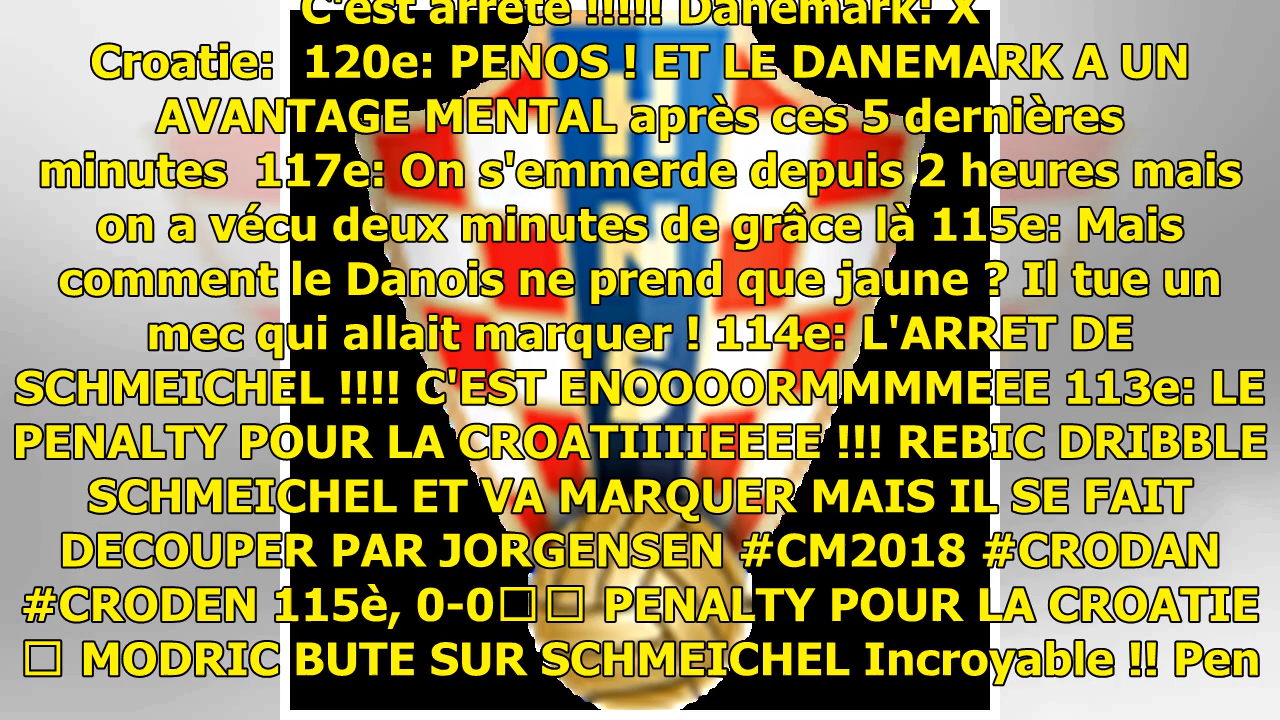 C'est arrêté !!!!! Danemark: X
Croatie:  120e: PENOS ! ET LE DANEMARK A UN
AVANTAGE MENTAL après ces 5 dernières
minutes  117e: On s'emmerde depuis 2 heures mais
on a vécu deux minutes de grâce là 115e: Mais
comment le Danois ne prend que jaune ? Il tue un
mec qui allait marquer ! 114e: L'ARRET DE
SCHMEICHEL !!!! C'EST ENOOOORMMMMEEE 113e: LE
PENALTY POUR LA CROATIIIIEEEE !!! REBIC DRIBBLE
SCHMEICHEL ET VA MARQUER MAIS IL SE FAIT
DECOUPER PAR JORGENSEN #CM2018 #CRODAN
#CRODEN 115è, 0-0□□ PENALTY POUR LA CROATIE
□ MODRIC BUTE SUR SCHMEICHEL Incroyable !! Pen